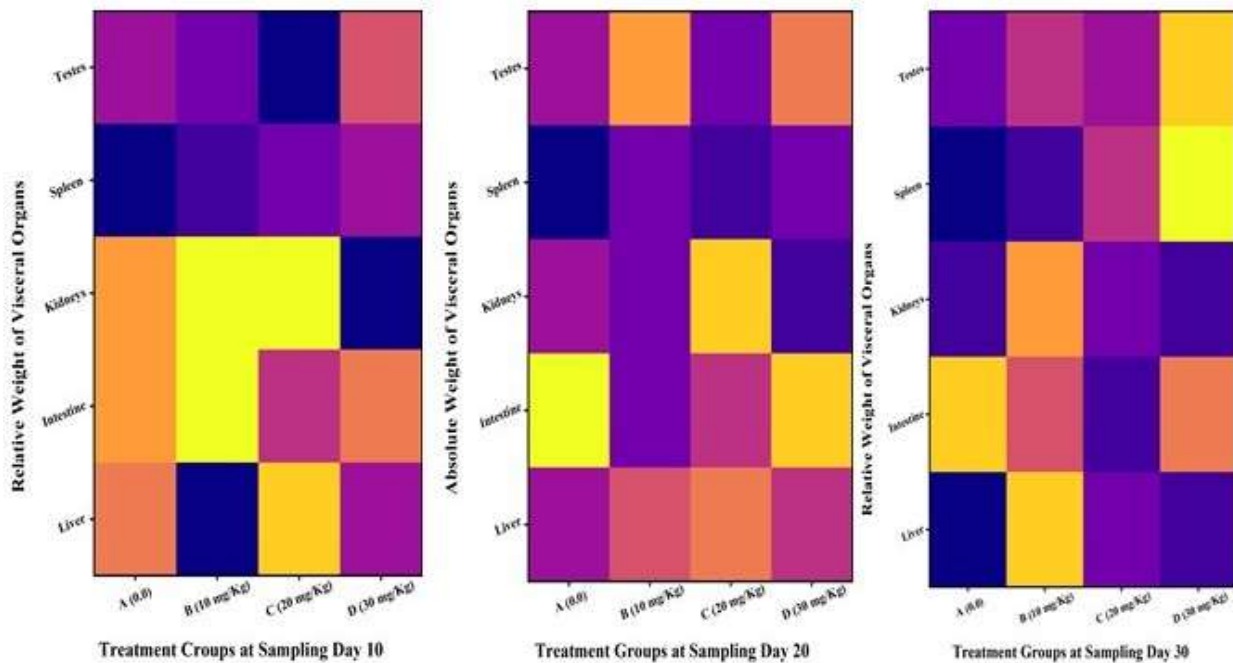 Relative Weight of Visceral Organs
Testes
Spleen
Kidneys
Intestine
Liver
A (0.0)
B (10 mg/Kg)
C (20 mg/Kg)
D (30 mg/Kg)
Treatment Croups at Sampling Day 10
Absolute Weight of Visceral Organs
Testes
Spleen
Kidneys
Intestine
Liver
A (0.0)
B (10 mg/Kg)
C (20 mg/Kg)
D (30 mg/Kg)
Treatment Groups at Sampling Day 20
Relative Weight of Visceral Organs
Testes
Spleen
Kidneys
Intestine
Liver
A (0.0)
B (10 mg/Kg)
C (20 mg/Kg)
D (30 mg/Kg)
Treatment Groups at Sampling Day 30